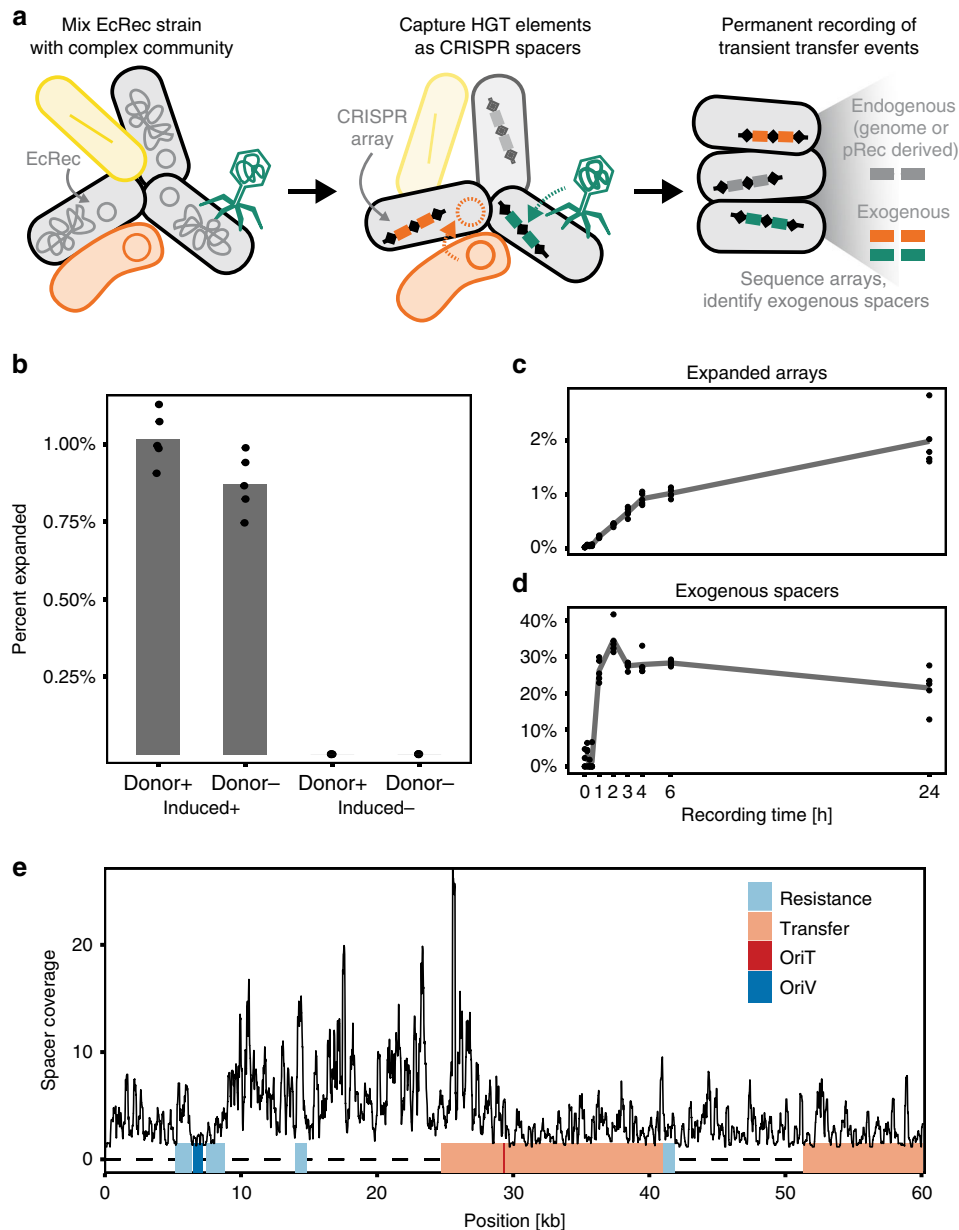 a
Mix EcRec strain
with complex community
Capture HGT elements
as CRISPR spacers
Permanent recording of
transient transfer events
EcRec
CRISPR
array
Endogenous
(genome or
pRec derived)
Exogenous
Sequence arrays,
identify exogenous spacers
b
Percent expanded
1.00%
0.75%
0.50%
0.25%
Donor+ Donor– Donor+ Donor–
Induced+ Induced–
c
Expanded arrays
2%
1%
0%
d
Exogenous spacers
40%
30%
20%
10%
0%
0 1 2 3 4 6 24
Recording time [h]
e
Spacer coverage
20
10
0
Resistance
Transfer
OriT
OriV
0 10 20 30 40 50 60
Position [kb]